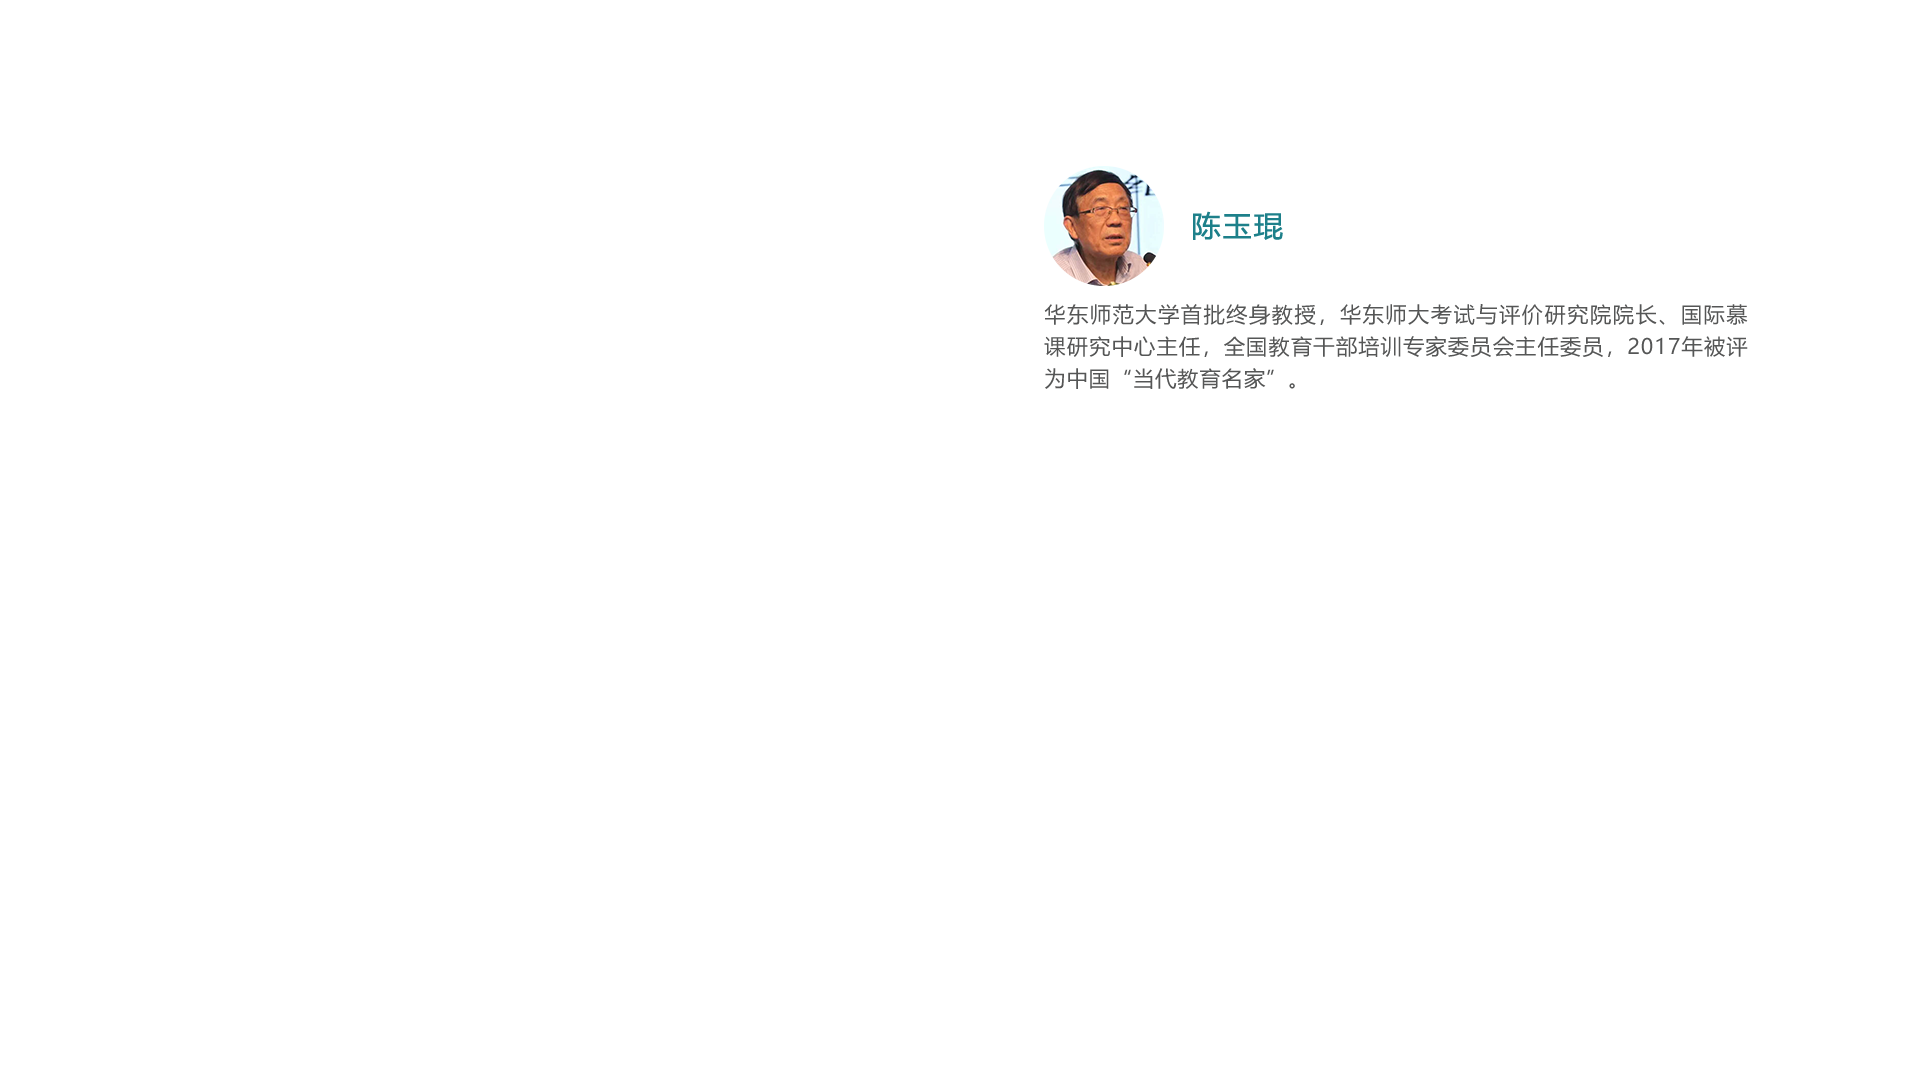 陈玉琨
华东师范大学首批终身教授，华东师大考试与评价研究院院长、国际慕
课研究中心主任，全国教育干部培训专家委员会主任委员，2017年被评
为中国“当代教育名家”。